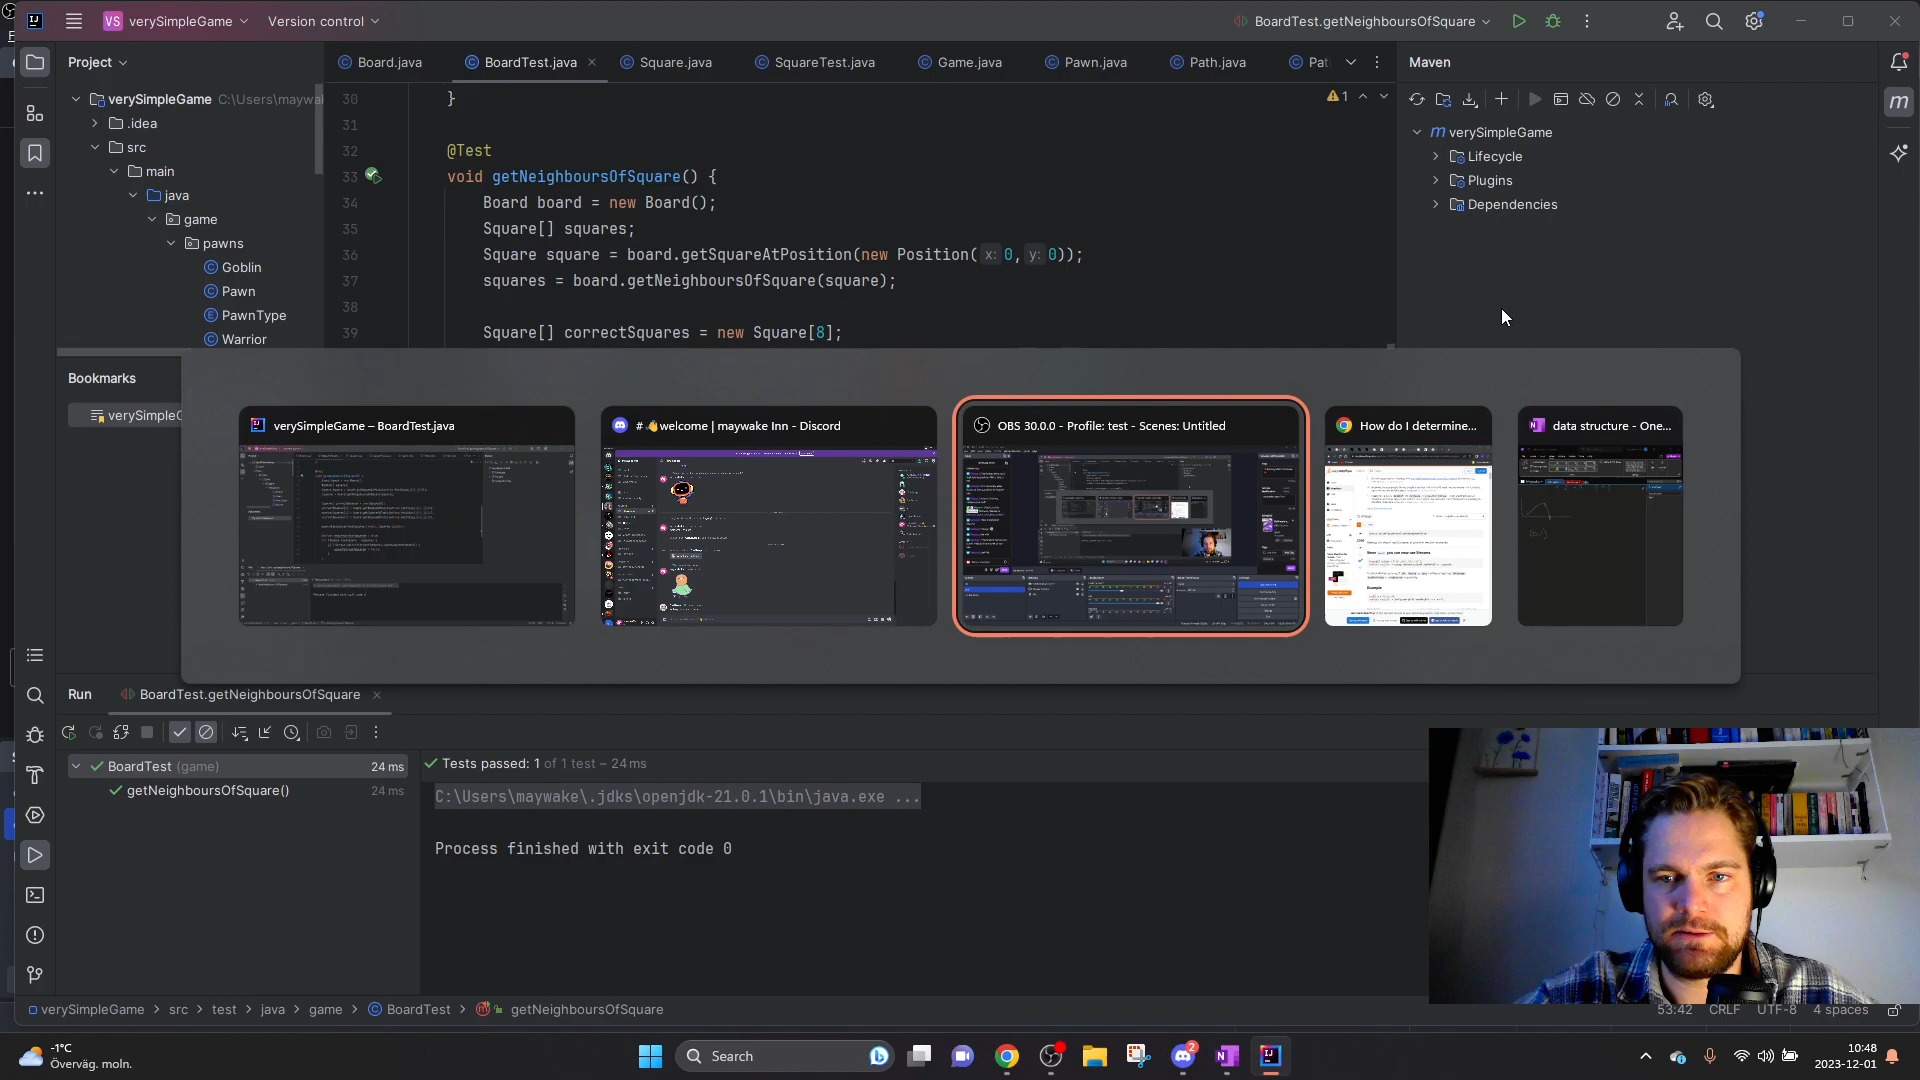 VS verySimpleGame Version control BoardTest.getNeighboursOfSquare
Project
verySimpleGame C:\Users\maywal
.idea
src
main
java
game
pawns
Goblin
Pawn
PawnType
Warrior
Bookmarks
verySimpleG
Board.java BoardTest.java Square.java SquareTest.java Game.java Pawn.java Path.java Pat
1
30 }
31
32 @Test
33 void getNeighboursOfSquare() {
34 Board board = new Board();
35 Square[] squares;
36 Square square = board.getSquareAtPosition(new Position( x: 0, y: 0));
37 squares = board.getNeighboursOfSquare(square);
38
39 Square[] correctSquares = new Square[8];
Maven
verySimpleGame
Lifecycle
Plugins
Dependencies
verySimpleGame – BoardTest.java
# 👋welcome | maywake Inn - Discord
OBS 30.0.0 - Profile: test - Scenes: Untitled
How do I determine...
data structure - One...
Run BoardTest.getNeighboursOfSquare
BoardTest (game) 24 ms
getNeighboursOfSquare() 24 ms
Tests passed: 1 of 1 test – 24 ms
C:\Users\maywake\.jdks\openjdk-21.0.1\bin\java.exe ...
Process finished with exit code 0
verySimpleGame > src > test > java > game > BoardTest > getNeighboursOfSquare
53:42 CRLF UTF-8 4 spaces
-1°C
Överväg. moln.
Search
2
10:48
2023-12-01